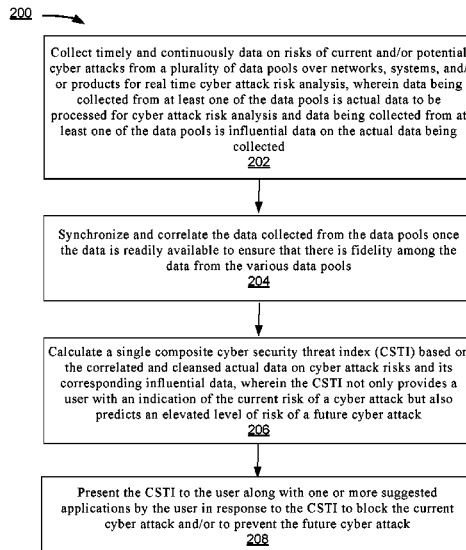 200
Collect timely and continuously data on risks of current and/or potential
cyber attacks from a plurality of data pools over networks, systems, and/
or products for real time cyber attack risk analysis, wherein data being
collected from at least one of the data pools is actual data to be
processed for cyber attack risk analysis and data being collected from at
least one of the data pools is influential data on the actual data being
collected
202
Synchronize and correlate the data collected from the data pools once
the data is readily available to ensure that there is fidelity among the
data from the various data pools
204
Calculate a single composite cyber security threat index (CSTI) based on
the correlated and cleansed actual data on cyber attack risks and its
corresponding influential data, wherein the CSTI not only provides a
user with an indication of the current risk of a cyber attack but also
predicts an elevated level of risk of a future cyber attack
206
Present the CSTI to the user along with one or more suggested
applications by the user in response to the CSTI to block the current
cyber attack and/or to prevent the future cyber attack
208